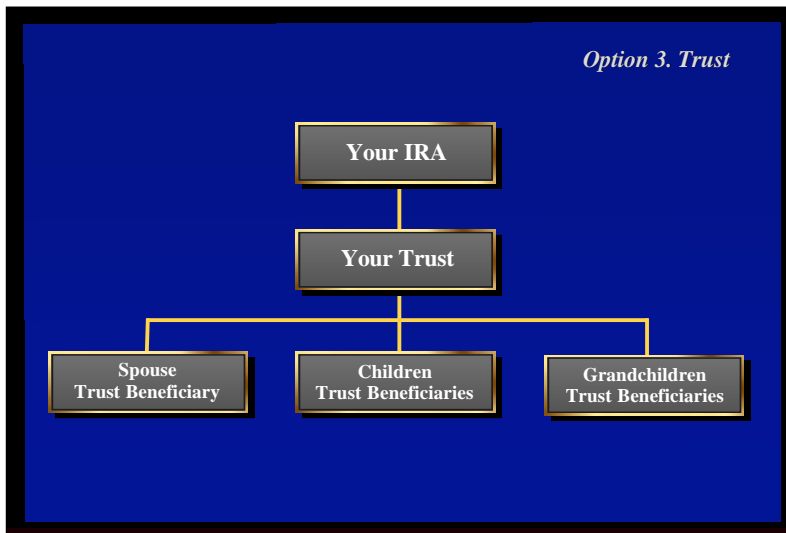 Option 3. Trust
Your IRA
Your Trust
Spouse
Trust Beneficiary
Children
Trust Beneficiaries
Grandchildren
Trust Beneficiaries